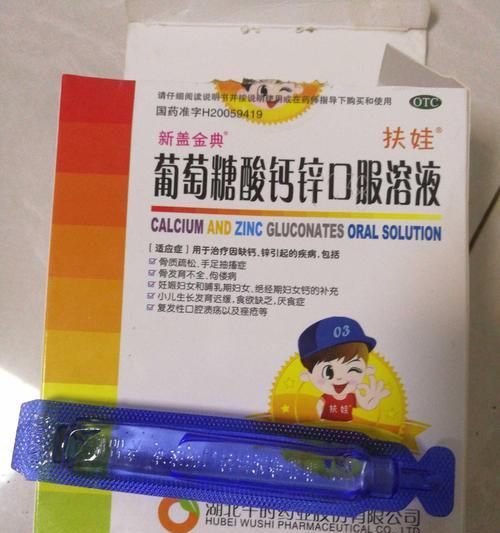 请仔细阅读说明书并按说明使用或在药师指导下购买和使用
OTC
国药准字H20059419
新盖金典®
扶娃®
葡萄糖酸钙锌口服溶液
CALCIUM AND ZINC GLUCONATES ORAL SOLUTION
[适应症] 用于治疗因缺钙、锌引起的疾病,包括
骨质疏松、手足抽搐症
骨发育不全、佝偻病
妊娠妇女和哺乳期妇女、绝经期妇女钙的补充
小儿生长发育迟缓,食欲缺乏,厌食症
复发性口腔溃疡以及痤疮等
03
扶娃
湖北午时药业股份有限公司
HUBEI WUSHI PHARMACEUTICAL CO., LTD